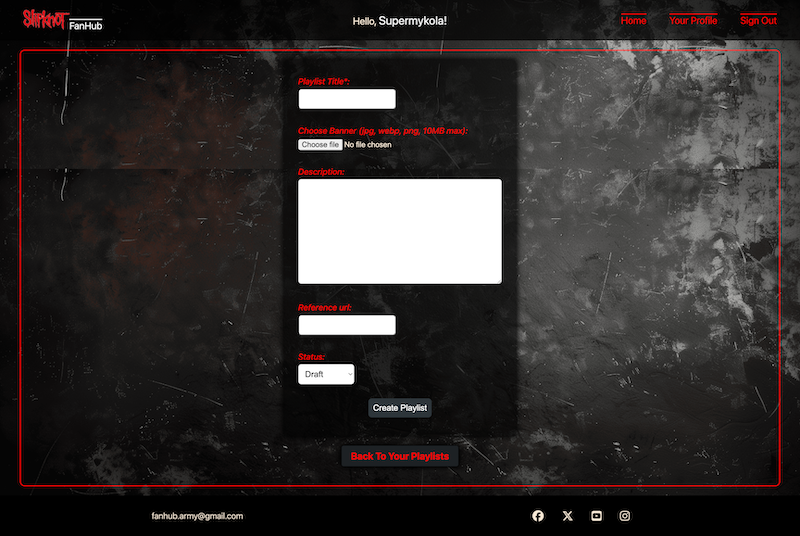 SlipKnoT FanHub
Hello, Supermykola!
Home Your Profile Sign Out
Playlist Title*:
Choose Banner (jpg, webp, png, 10MB max):
Choose file No file chosen
Description:
Reference url:
Status:
Draft
Create Playlist
Back To Your Playlists
fanhub.army@gmail.com